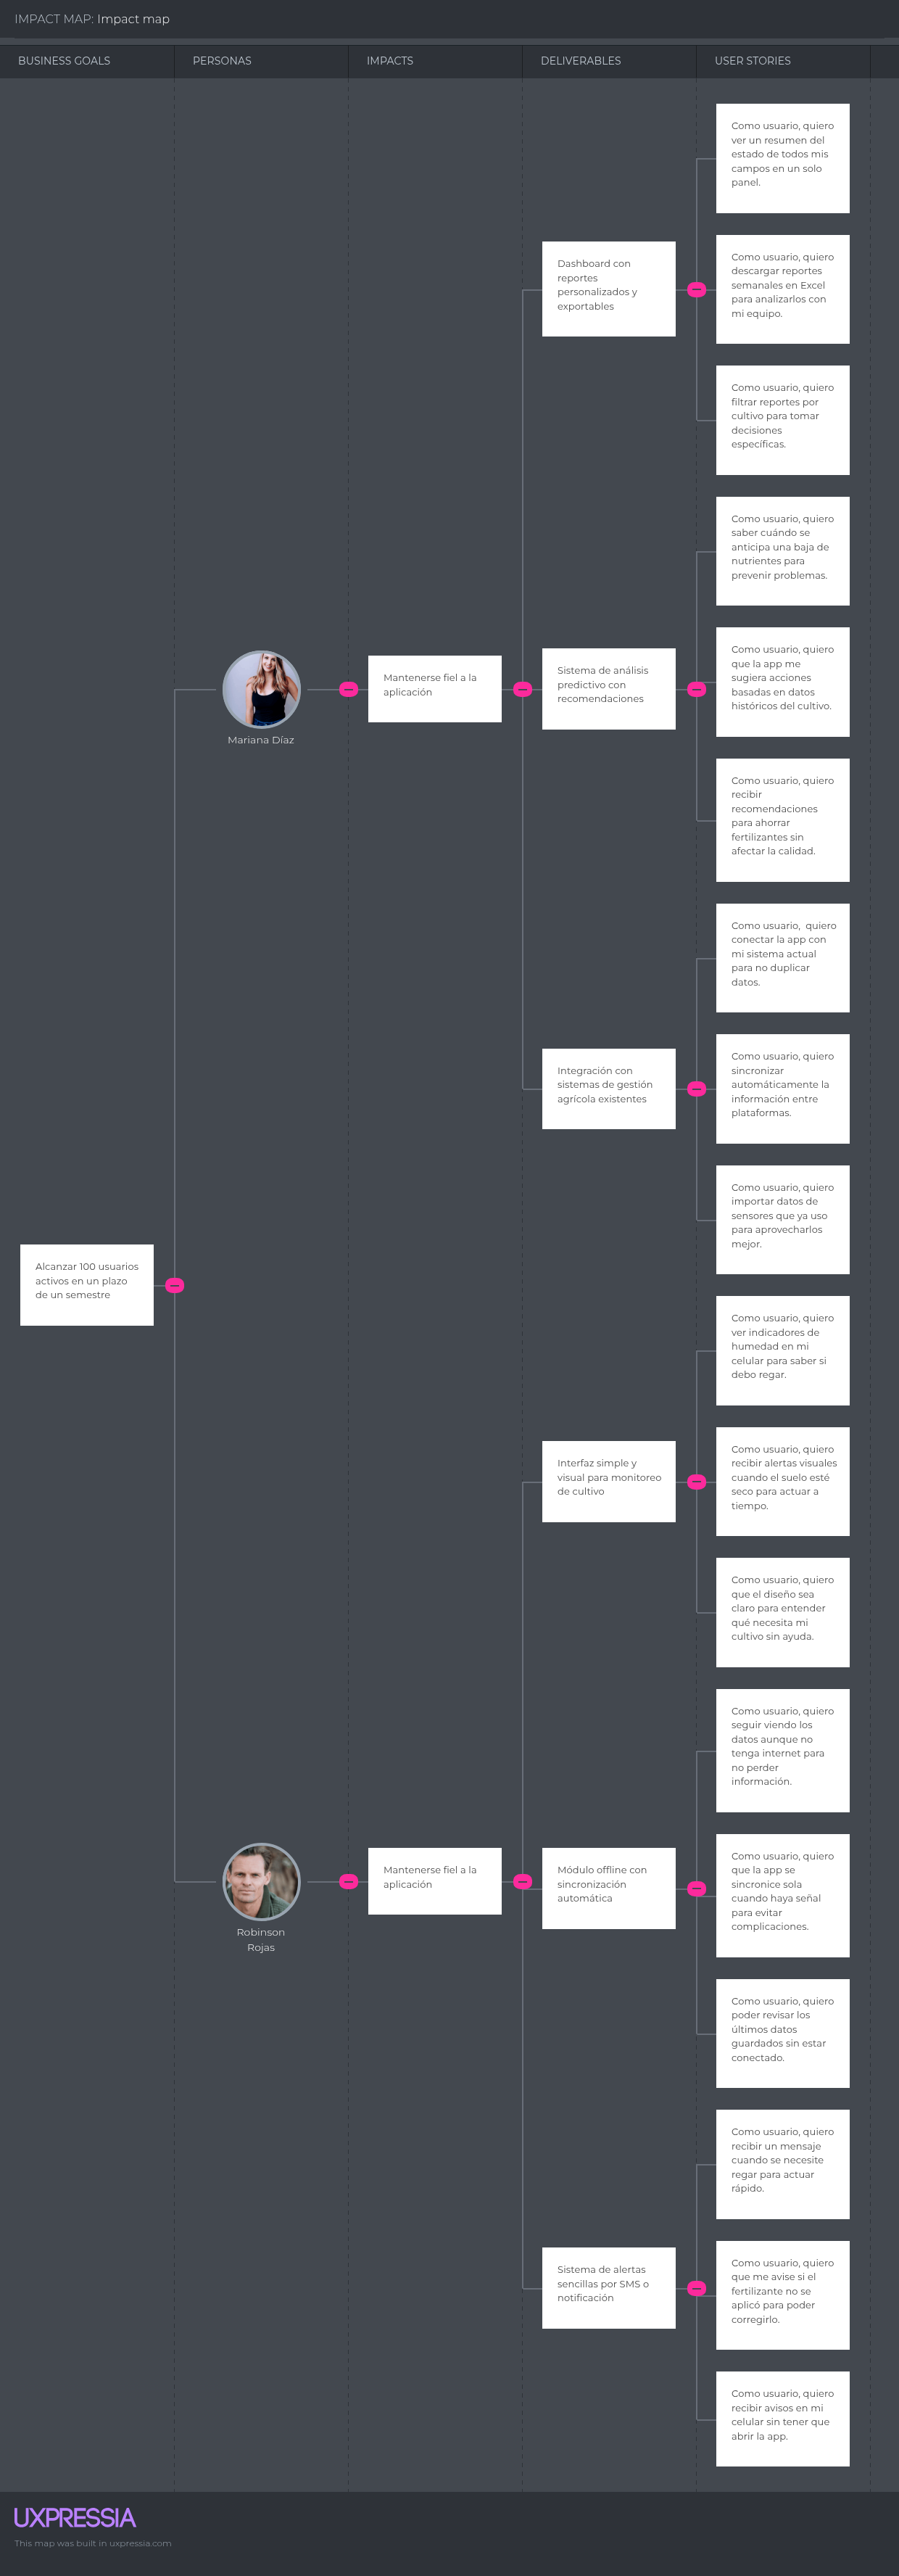 IMPACT MAP: Impact map
BUSINESS GOALS
PERSONAS
IMPACTS
DELIVERABLES
USER STORIES
Alcanzar 100 usuarios
activos en un plazo
de un semestre
Mariana Díaz
Mantenerse fiel a la
aplicación
Dashboard con
reportes
personalizados y
exportables
Como usuario, quiero
ver un resumen del
estado de todos mis
campos en un solo
panel.
Como usuario, quiero
descargar reportes
semanales en Excel
para analizarlos con
mi equipo.
Como usuario, quiero
filtrar reportes por
cultivo para tomar
decisiones
específicas.
Sistema de análisis
predictivo con
recomendaciones
Como usuario, quiero
saber cuándo se
anticipa una baja de
nutrientes para
prevenir problemas.
Como usuario, quiero
que la app me
sugiera acciones
basadas en datos
históricos del cultivo.
Como usuario, quiero
recibir
recomendaciones
para ahorrar
fertilizantes sin
afectar la calidad.
Integración con
sistemas de gestión
agrícola existentes
Como usuario,  quiero
conectar la app con
mi sistema actual
para no duplicar
datos.
Como usuario, quiero
sincronizar
automáticamente la
información entre
plataformas.
Como usuario, quiero
importar datos de
sensores que ya uso
para aprovecharlos
mejor.
Robinson
Rojas
Mantenerse fiel a la
aplicación
Interfaz simple y
visual para monitoreo
de cultivo
Como usuario, quiero
ver indicadores de
humedad en mi
celular para saber si
debo regar.
Como usuario, quiero
recibir alertas visuales
cuando el suelo esté
seco para actuar a
tiempo.
Como usuario, quiero
que el diseño sea
claro para entender
qué necesita mi
cultivo sin ayuda.
Módulo offline con
sincronización
automática
Como usuario, quiero
seguir viendo los
datos aunque no
tenga internet para
no perder
información.
Como usuario, quiero
que la app se
sincronice sola
cuando haya señal
para evitar
complicaciones.
Como usuario, quiero
poder revisar los
últimos datos
guardados sin estar
conectado.
Sistema de alertas
sencillas por SMS o
notificación
Como usuario, quiero
recibir un mensaje
cuando se necesite
regar para actuar
rápido.
Como usuario, quiero
que me avise si el
fertilizante no se
aplicó para poder
corregirlo.
Como usuario, quiero
recibir avisos en mi
celular sin tener que
abrir la app.
UXPRESSIA
This map was built in uxpressia.com